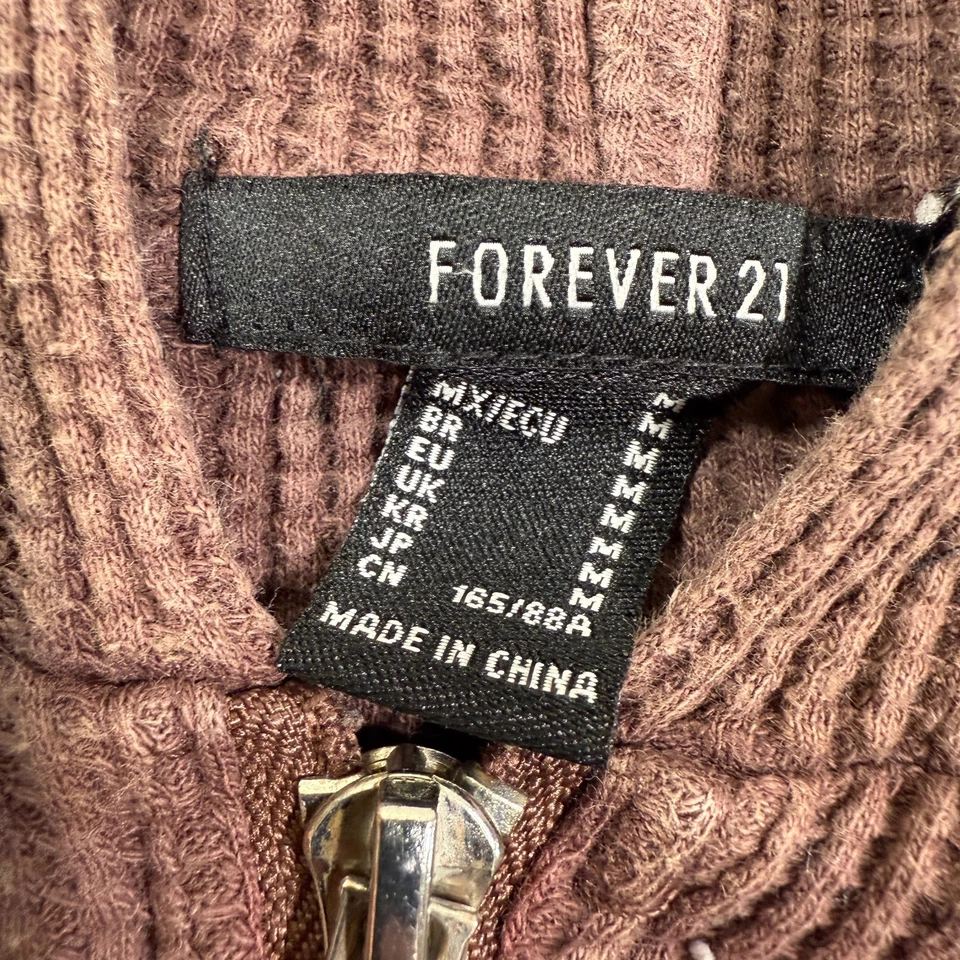 FOREVER 21
M
MX/ECU M
BR M
EU M
UK M
KR M
JP M
CN M
165/88A
MADE IN CHINA